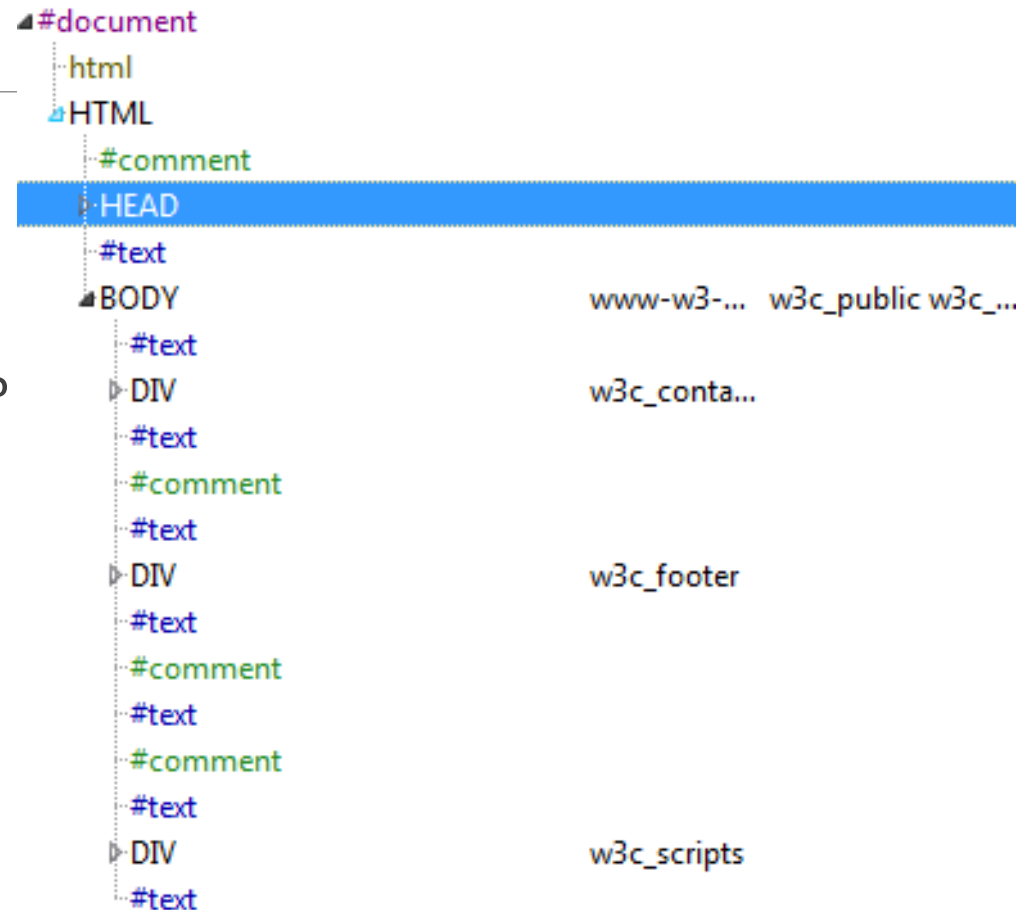 #document
html
HTML
#comment
HEAD
#text
BODY www-w3-... w3c_public w3c_...
#text
DIV w3c_conta...
#text
#comment
#text
DIV w3c_footer
#text
#comment
#text
#comment
#text
DIV w3c_scripts
#text